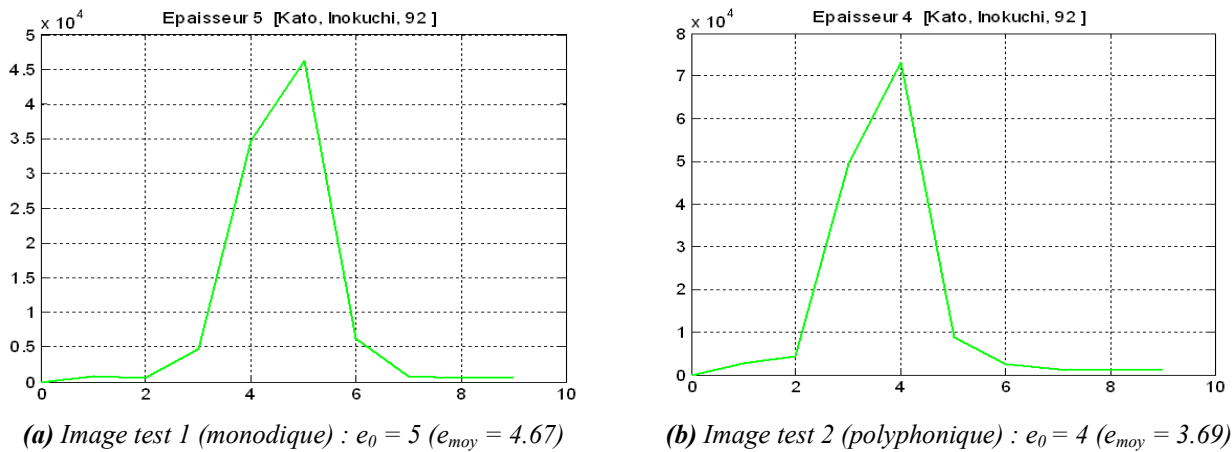 Epaisseur 5 [Kato, Inokuchi, 92 ]
x 10^4
5
4.5
4
3.5
3
2.5
2
1.5
1
0.5
0
0 2 4 6 8 10
(a) Image test 1 (monodique) : e0 = 5 (emoy = 4.67)
Epaisseur 4 [Kato, Inokuchi, 92 ]
x 10^4
8
7
6
5
4
3
2
1
0
0 2 4 6 8 10
(b) Image test 2 (polyphonique) : e0 = 4 (emoy = 3.69)